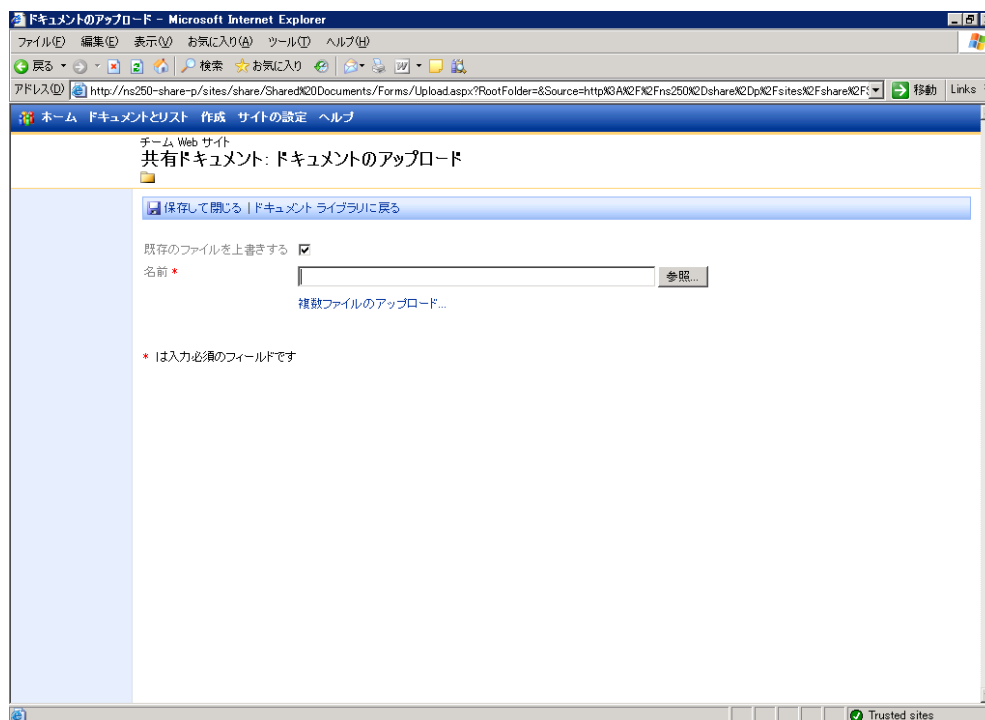 ドキュメントのアップロード - Microsoft Internet Explorer
ファイル(F) 編集(E) 表示(V) お気に入り(A) ツール(T) ヘルプ(H)
戻る 検索 お気に入り
アドレス(D) http://ns250-share-p/sites/share/Shared%20Documents/Forms/Upload.aspx?RootFolder=&Source=http%3A%2F%2Fns250%2Dshare%2Dp%2Fsites%2Fshare%2F 移動 Links
ホーム ドキュメントとリスト 作成 サイトの設定 ヘルプ
チーム Web サイト
共有ドキュメント: ドキュメントのアップロード
保存して閉じる | ドキュメント ライブラリに戻る
既存のファイルを上書きする
名前 * 参照...
複数ファイルのアップロード...
* は入力必須のフィールドです
Trusted sites